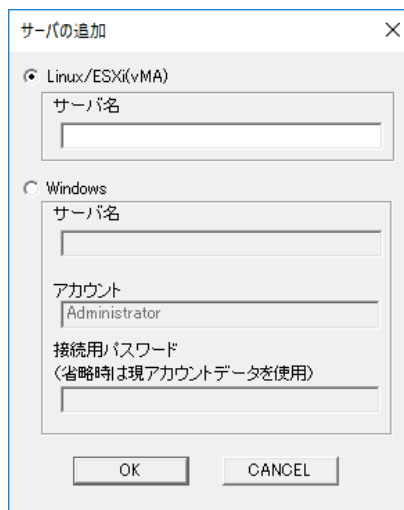 サーバの追加
Linux/ESXi(vMA)
サーバ名
Windows
サーバ名
アカウント
Administrator
接続用パスワード
(省略時は現アカウントデータを使用)
OK
CANCEL